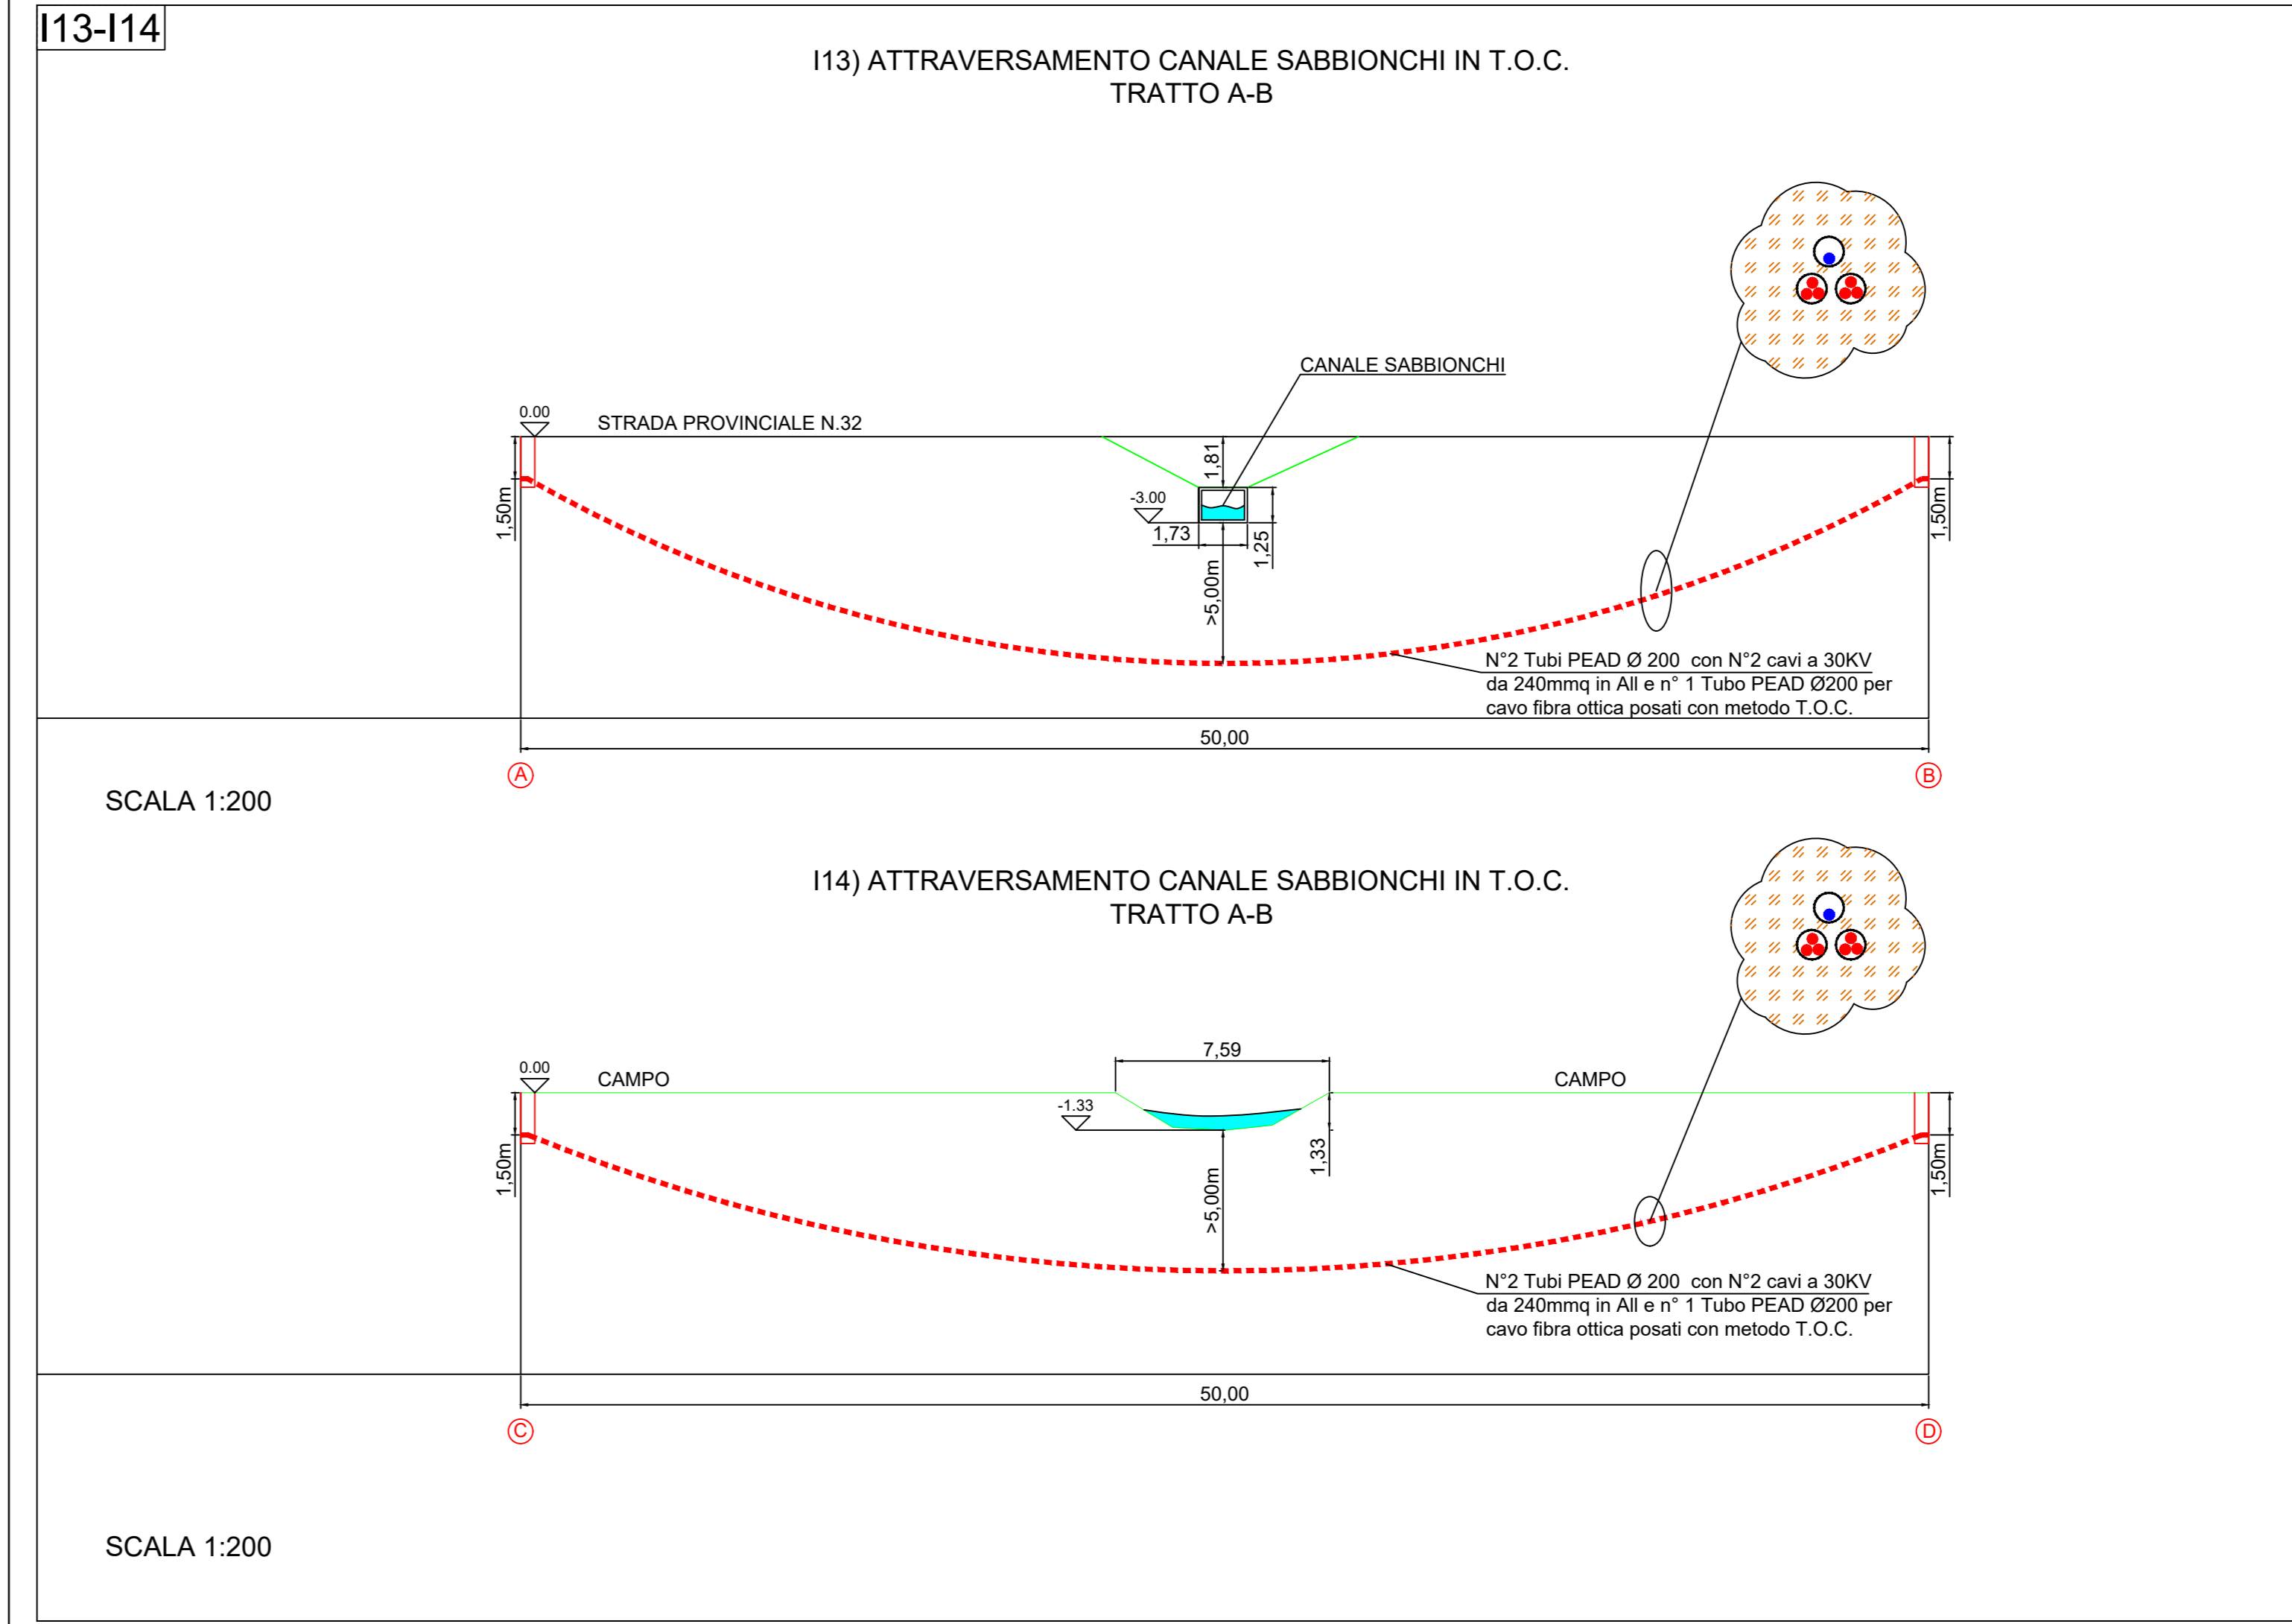 I13-I14
I13) ATTRAVERSAMENTO CANALE SABBIONCHI IN T.O.C.
TRATTO A-B
CANALE SABBIONCHI
0.00
STRADA PROVINCIALE N.32
1,81
-3.00
1,50m
1,50m
1,73
1,25
>5,00m
N°2 Tubi PEAD Ø 200 con N°2 cavi a 30KV
da 240mmq in All e n° 1 Tubo PEAD Ø200 per
cavo fibra ottica posati con metodo T.O.C.
50,00
A
B
SCALA 1:200
I14) ATTRAVERSAMENTO CANALE SABBIONCHI IN T.O.C.
TRATTO A-B
7,59
0.00
CAMPO
CAMPO
-1.33
1,50m
1,33
1,50m
>5,00m
N°2 Tubi PEAD Ø 200 con N°2 cavi a 30KV
da 240mmq in All e n° 1 Tubo PEAD Ø200 per
cavo fibra ottica posati con metodo T.O.C.
50,00
C
D
SCALA 1:200